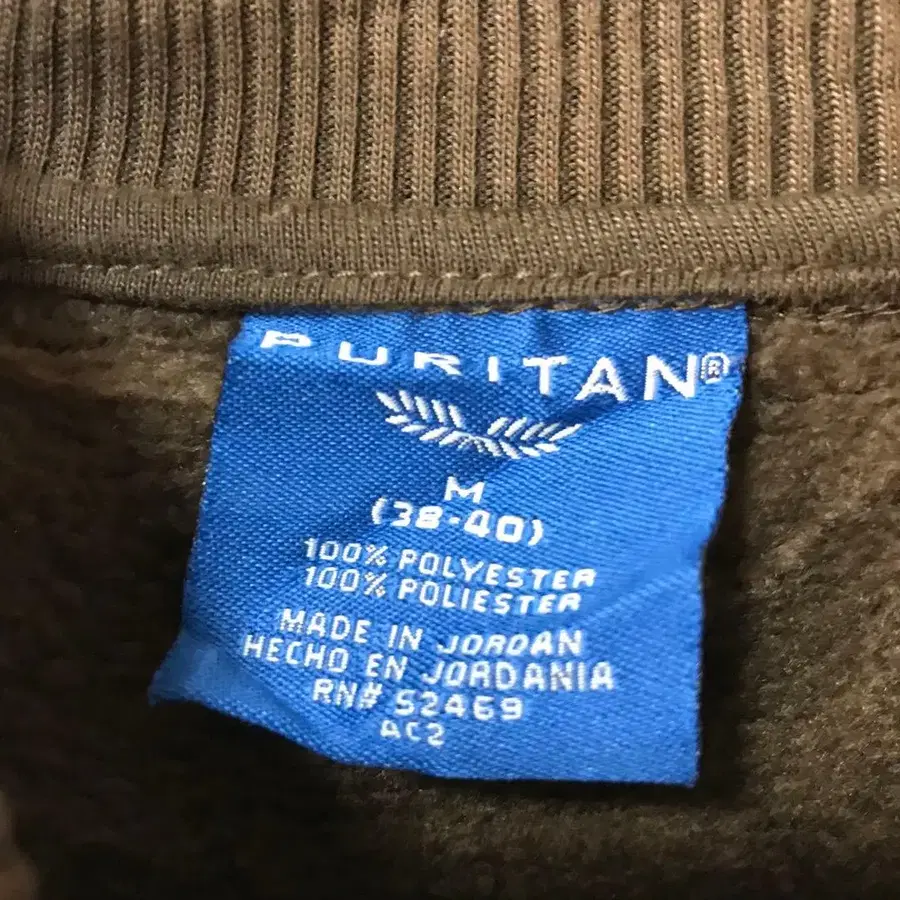 PURITAN®
M
(38-40)
100% POLYESTER
100% POLIESTER
MADE IN JORDAN
HECHO EN JORDANIA
RN# 52469
AC2